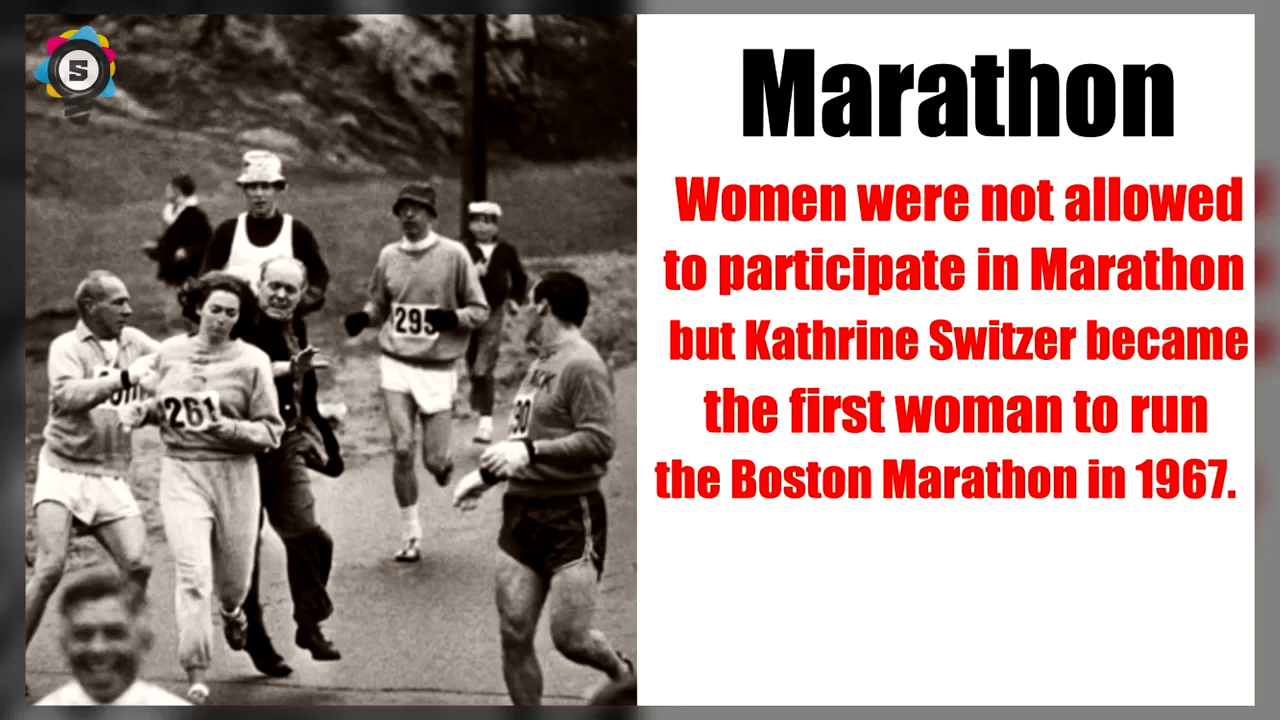 S
Marathon
Women were not allowed
to participate in Marathon
but Kathrine Switzer became
the first woman to run
the Boston Marathon in 1967.
261
295